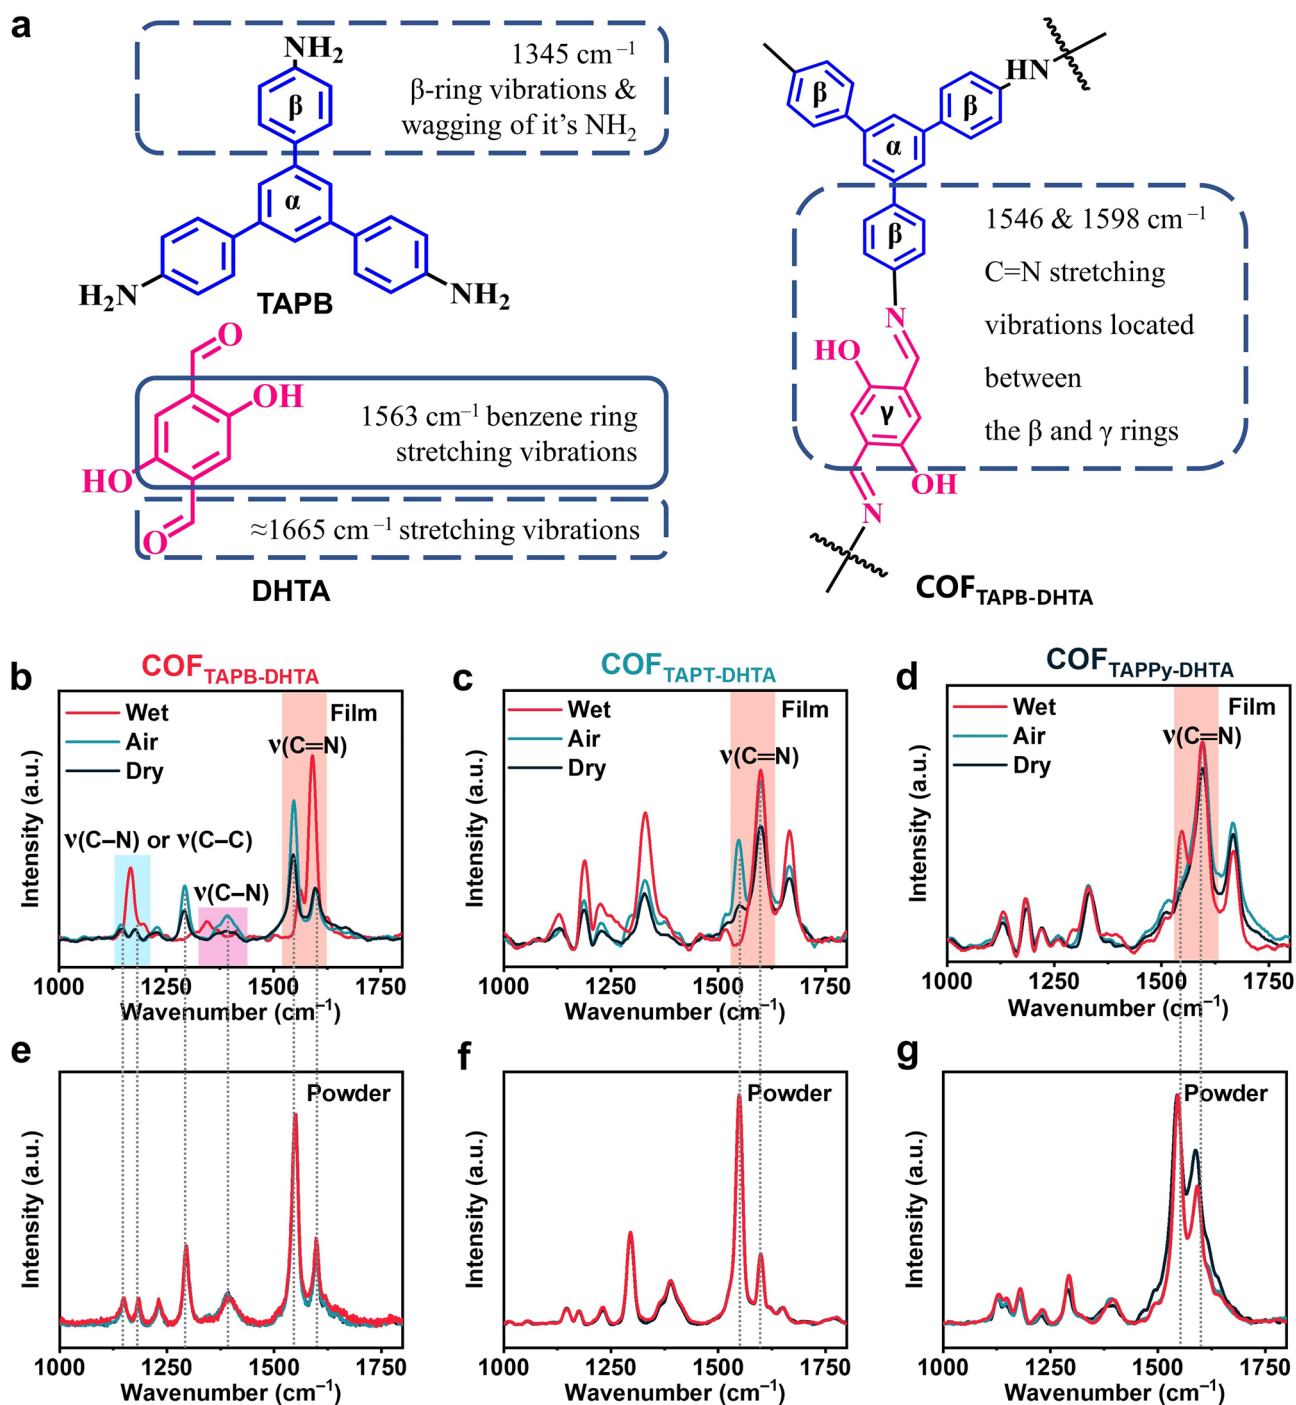 a
NH2
1345 cm−1
β-ring vibrations &
wagging of it's NH2
β
α
H2N
NH2
TAPB
O
OH
1563 cm−1 benzene ring
stretching vibrations
HO
≈1665 cm−1 stretching vibrations
O
DHTA
HN
β
β
α
β
1546 & 1598 cm−1
C=N stretching
vibrations located
between
the β and γ rings
N
HO
γ
OH
N
COFTAPB-DHTA
b
COFTAPB-DHTA
Wet
Air
Dry
Film
ν(C=N)
ν(C–N) or ν(C–C)
ν(C–N)
Intensity (a.u.)
1000 1250 1500 1750
Wavenumber (cm−1)
c
COFTAPT-DHTA
Wet
Air
Dry
Film
ν(C=N)
Intensity (a.u.)
1000 1250 1500 1750
Wavenumber (cm−1)
d
COFTAPPy-DHTA
Wet
Air
Dry
Film
ν(C=N)
Intensity (a.u.)
1000 1250 1500 1750
Wavenumber (cm−1)
e
Powder
Intensity (a.u.)
1000 1250 1500 1750
Wavenumber (cm−1)
f
Powder
Intensity (a.u.)
1000 1250 1500 1750
Wavenumber (cm−1)
g
Powder
Intensity (a.u.)
1000 1250 1500 1750
Wavenumber (cm−1)